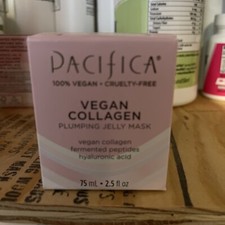 PACIFICA®
100% VEGAN • CRUELTY-FREE
VEGAN
COLLAGEN
PLUMPING JELLY MASK
vegan collagen
fermented peptides
hyaluronic acid
75 mL • 2.5 fl oz